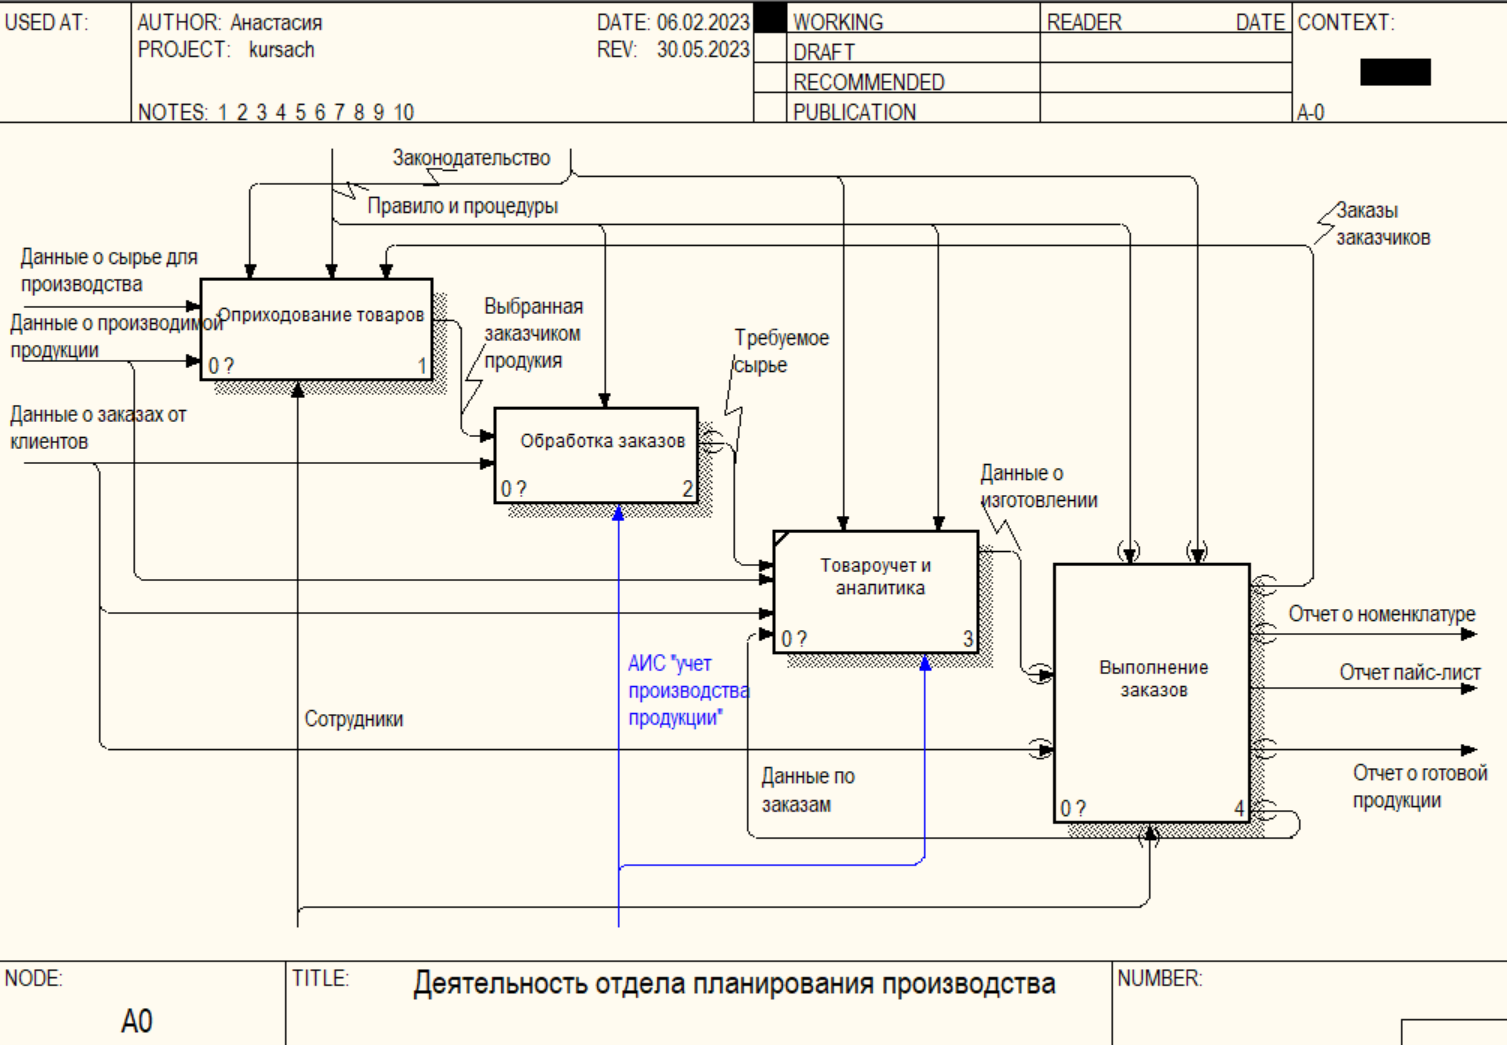 USED AT:
AUTHOR: Анастасия
DATE: 06.02.2023
WORKING
READER
DATE
CONTEXT:
PROJECT: kursach
REV: 30.05.2023
DRAFT
RECOMMENDED
NOTES: 1 2 3 4 5 6 7 8 9 10
PUBLICATION
A-0
Законодательство
Правило и процедуры
Заказы
заказчиков
Данные о сырье для
производства
Данные о производимой
продукции
Оприходование товаров
0 ?
1
Выбранная
заказчиком
продукия
Требуемое
сырье
Данные о заказах от
клиентов
Обработка заказов
0 ?
2
Данные о
изготовлении
Товароучет и
аналитика
0 ?
3
Отчет о номенклатуре
АИС "учет
производства
продукции"
Выполнение
заказов
0 ?
4
Отчет пайс-лист
Сотрудники
Данные по
заказам
Отчет о готовой
продукции
NODE:
A0
TITLE:
Деятельность отдела планирования производства
NUMBER: